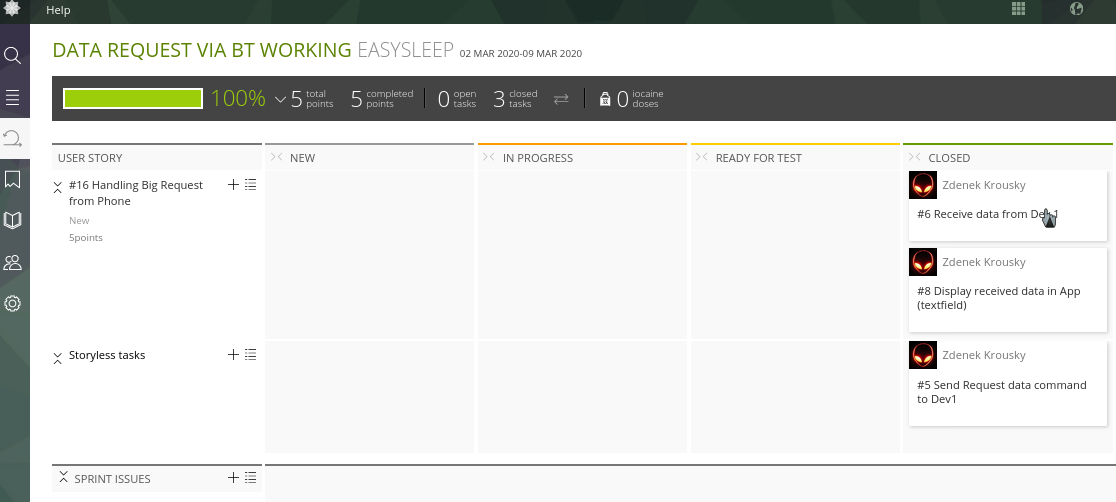 Help
DATA REQUEST VIA BT WORKING EASYSLEEP 02 MAR 2020-09 MAR 2020
100% 5 total points 5 completed points 0 open tasks 3 closed tasks 0 iocaine doses
USER STORY NEW IN PROGRESS READY FOR TEST CLOSED
#16 Handling Big Request
from Phone
New
5points
Zdenek Krousky
#6 Receive data from Dev1
Zdenek Krousky
#8 Display received data in App
(textfield)
Storyless tasks
Zdenek Krousky
#5 Send Request data command
to Dev1
SPRINT ISSUES